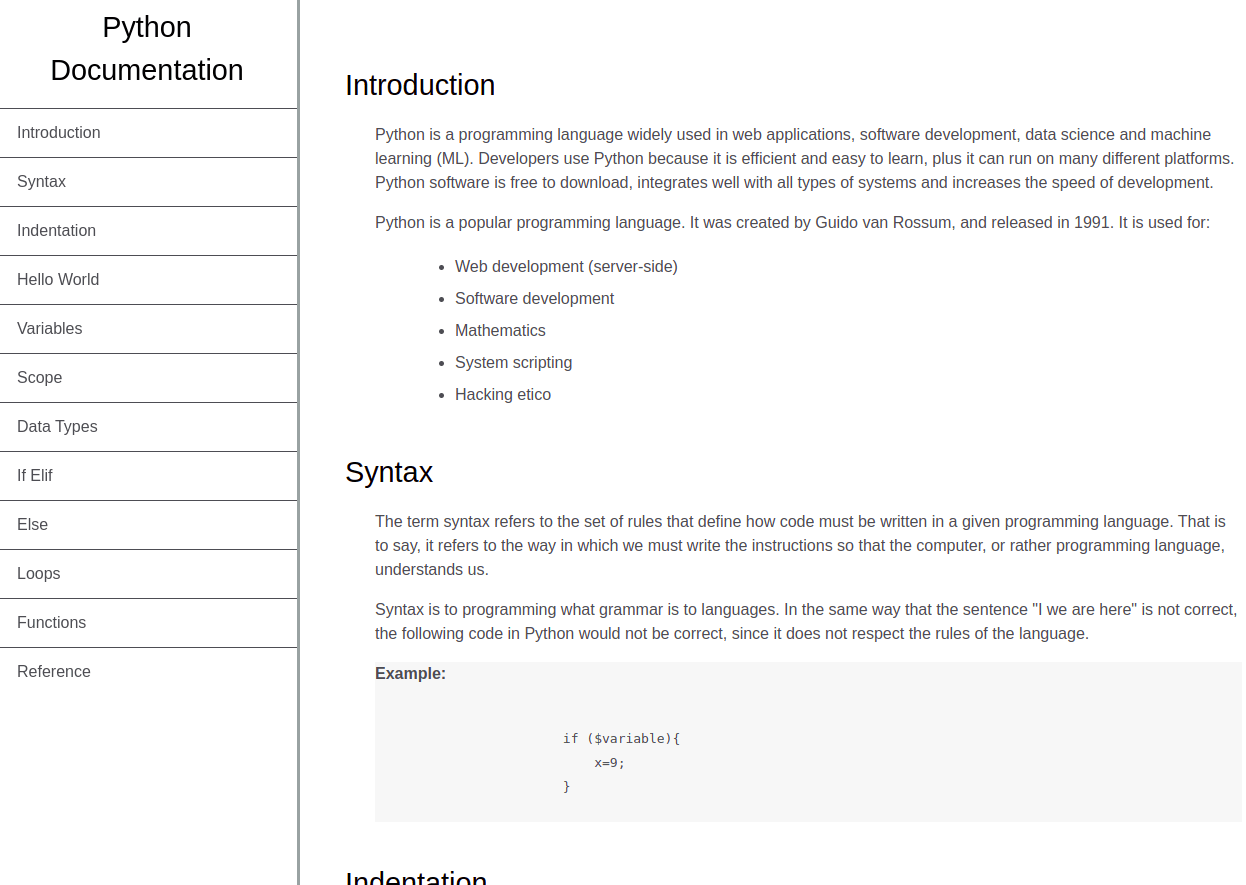 Python
Documentation
Introduction
Syntax
Indentation
Hello World
Variables
Scope
Data Types
If Elif
Else
Loops
Functions
Reference
Introduction
Python is a programming language widely used in web applications, software development, data science and machine
learning (ML). Developers use Python because it is efficient and easy to learn, plus it can run on many different platforms.
Python software is free to download, integrates well with all types of systems and increases the speed of development.
Python is a popular programming language. It was created by Guido van Rossum, and released in 1991. It is used for:
• Web development (server-side)
• Software development
• Mathematics
• System scripting
• Hacking etico
Syntax
The term syntax refers to the set of rules that define how code must be written in a given programming language. That is
to say, it refers to the way in which we must write the instructions so that the computer, or rather programming language,
understands us.
Syntax is to programming what grammar is to languages. In the same way that the sentence "I we are here" is not correct,
the following code in Python would not be correct, since it does not respect the rules of the language.
Example:
if ($variable){
    x=9;
}
Indentation